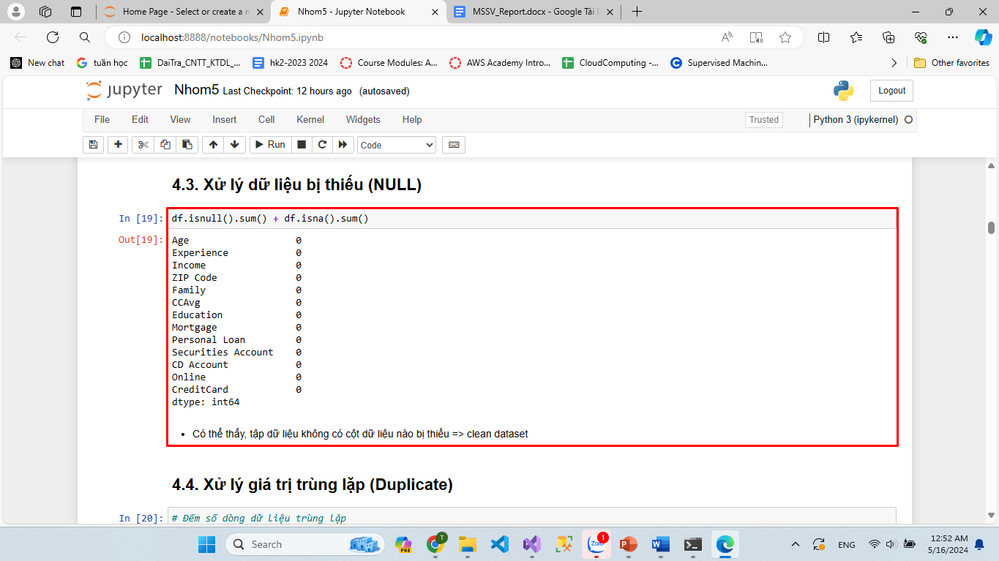 Home Page - Select or create a n
Nhom5 - Jupyter Notebook
MSSV_Report.docx - Google Tài l
localhost:8888/notebooks/Nhom5.ipynb
New chat
tuần học
DaiTra_CNTT_KTDL_...
hk2-2023 2024
Course Modules: A...
AWS Academy Intro...
CloudComputing -...
Supervised Machin...
Other favorites
jupyter Nhom5 Last Checkpoint: 12 hours ago (autosaved)
Logout
File Edit View Insert Cell Kernel Widgets Help
Trusted
Python 3 (ipykernel)
Run
Code
4.3. Xử lý dữ liệu bị thiếu (NULL)
In [19]: df.isnull().sum() + df.isna().sum()
Out[19]: Age 0
Experience 0
Income 0
ZIP Code 0
Family 0
CCAvg 0
Education 0
Mortgage 0
Personal Loan 0
Securities Account 0
CD Account 0
Online 0
CreditCard 0
dtype: int64
• Có thể thấy, tập dữ liệu không có cột dữ liệu nào bị thiếu => clean dataset
4.4. Xử lý giá trị trùng lặp (Duplicate)
In [20]: # Đếm số dòng dữ liệu trùng lặp
Search
PRE
T
Zalo
1
ENG
12:52 AM
5/16/2024